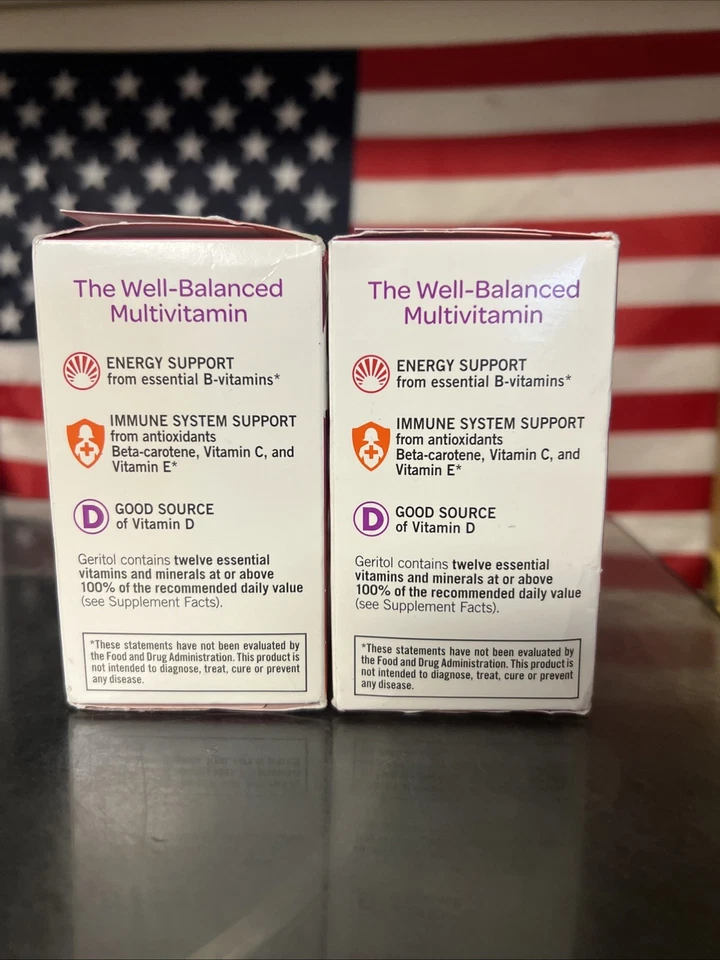 The Well-Balanced
Multivitamin
ENERGY SUPPORT
from essential B-vitamins*
IMMUNE SYSTEM SUPPORT
from antioxidants
Beta-carotene, Vitamin C, and
Vitamin E*
D
GOOD SOURCE
of Vitamin D
Geritol contains twelve essential
vitamins and minerals at or above
100% of the recommended daily value
(see Supplement Facts).
*These statements have not been evaluated by
the Food and Drug Administration. This product is
not intended to diagnose, treat, cure or prevent
any disease.
The Well-Balanced
Multivitamin
ENERGY SUPPORT
from essential B-vitamins*
IMMUNE SYSTEM SUPPORT
from antioxidants
Beta-carotene, Vitamin C, and
Vitamin E*
D
GOOD SOURCE
of Vitamin D
Geritol contains twelve essential
vitamins and minerals at or above
100% of the recommended daily value
(see Supplement Facts).
*These statements have not been evaluated by
the Food and Drug Administration. This product is
not intended to diagnose, treat, cure or prevent
any disease.